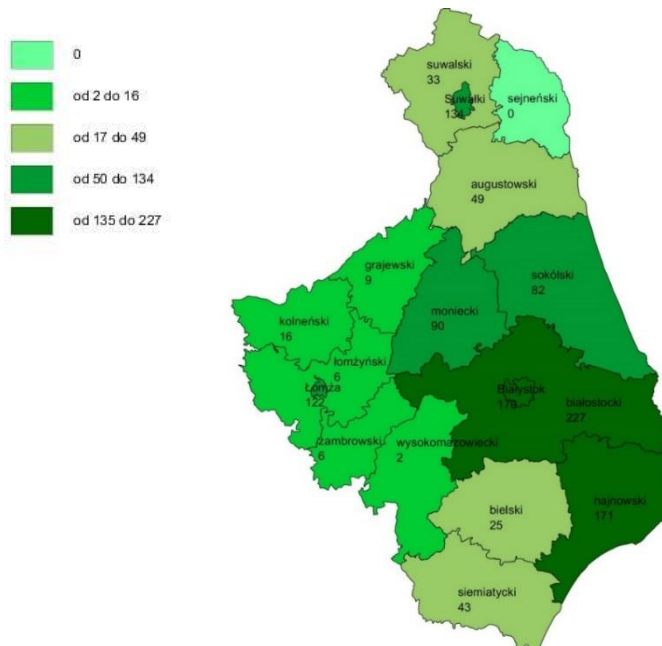 0
od 2 do 16
od 17 do 49
od 50 do 134
od 135 do 227
suwalski
33
Suwałki
134
sejneński
0
augustowski
49
grajewski
9
sokólski
82
moniecki
90
kolneński
16
łomżyński
6
Łomża
122
Białystok
białostocki
227
zambrowski
6
wysokomazowiecki
2
hajnowski
171
bielski
25
siemiatycki
43